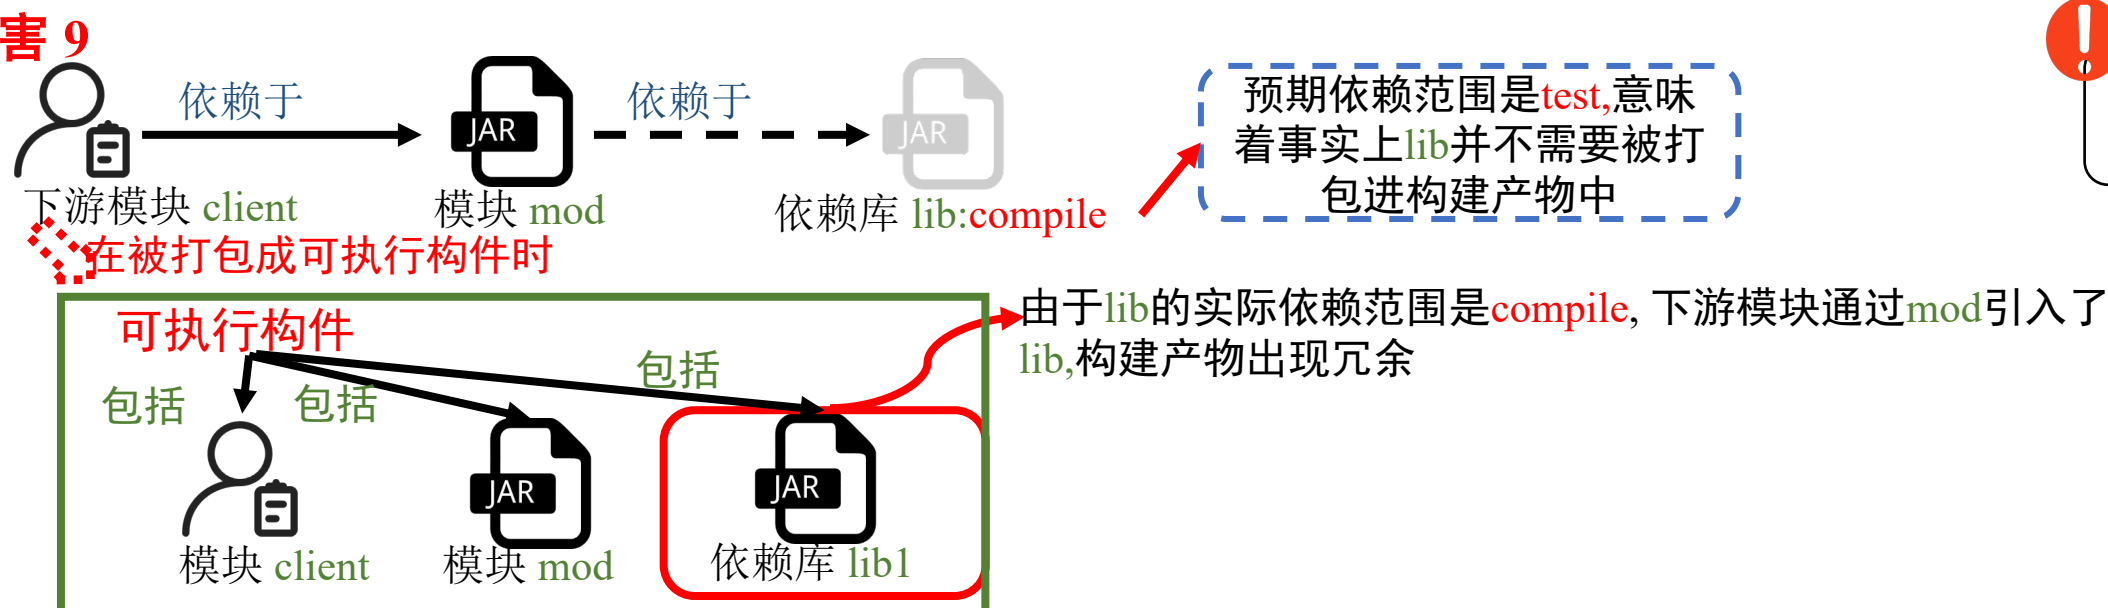 害 9
依赖于
依赖于
JAR
JAR
预期依赖范围是test,意味
着事实上lib并不需要被打
包进构建产物中
下游模块 client
模块 mod
依赖库 lib:compile
在被打包成可执行构件时
可执行构件
由于lib的实际依赖范围是compile, 下游模块通过mod引入了
lib,构建产物出现冗余
包括
包括
包括
JAR
JAR
模块 client
模块 mod
依赖库 lib1